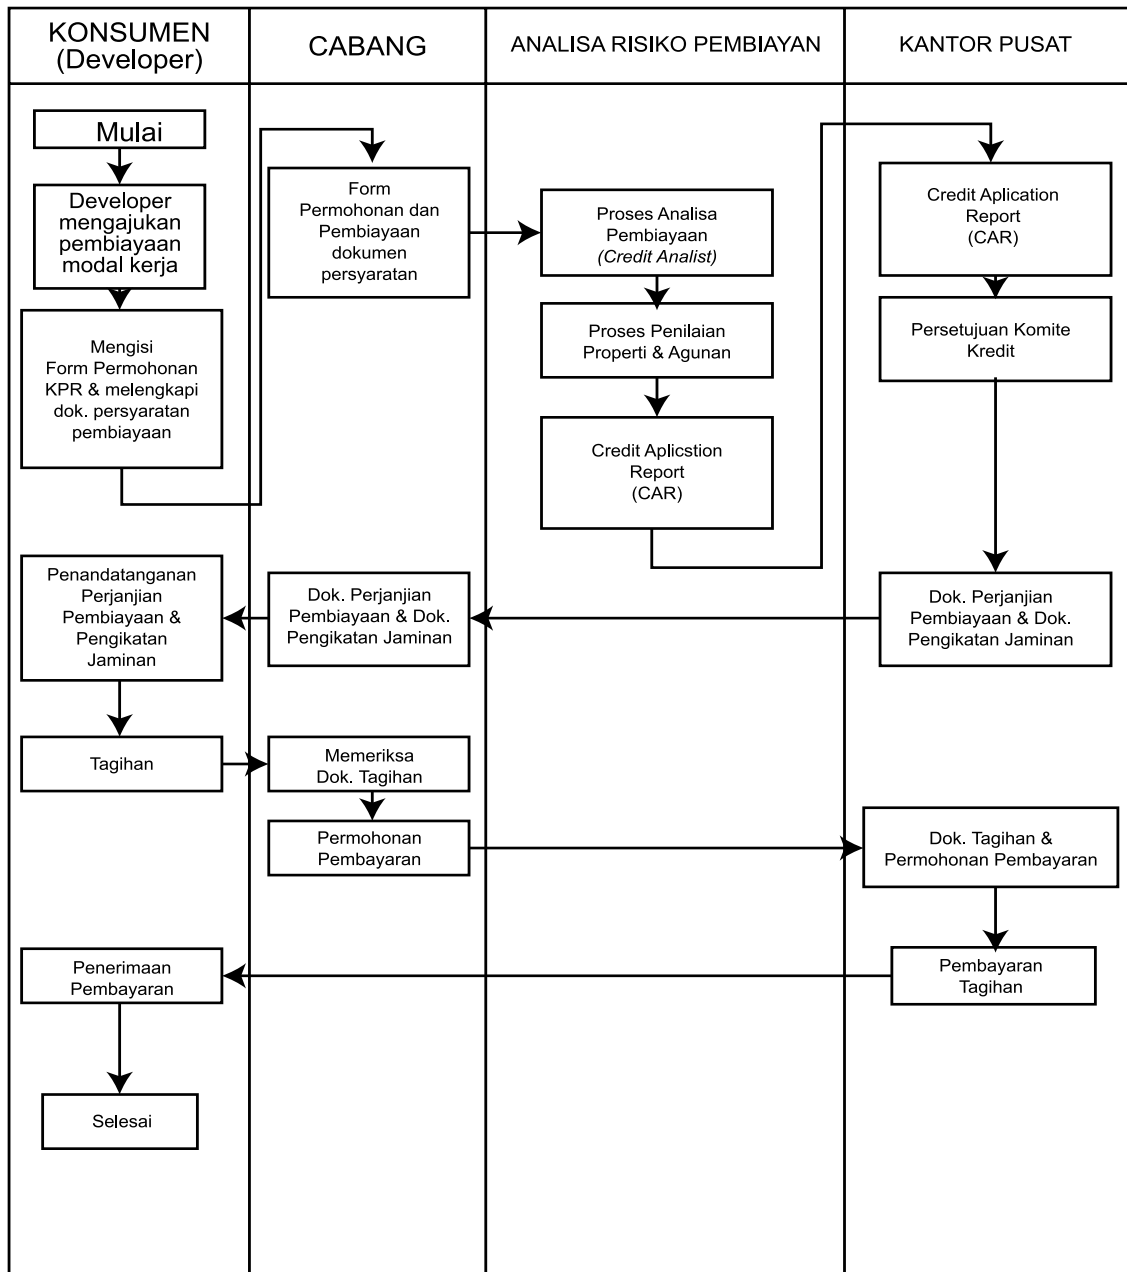 KONSUMEN
(Developer)
CABANG
ANALISA RISIKO PEMBIAYAN
KANTOR PUSAT
Mulai
Developer
mengajukan
pembiayaan
modal kerja
Mengisi
Form Permohonan
KPR & melengkapi
dok. persyaratan
pembiayaan
Form
Permohonan dan
Pembiayaan
dokumen
persyaratan
Proses Analisa
Pembiayaan
(Credit Analist)
Proses Penilaian
Properti & Agunan
Credit Aplicstion
Report
(CAR)
Credit Aplication
Report
(CAR)
Persetujuan Komite
Kredit
Dok. Perjanjian
Pembiayaan & Dok.
Pengikatan Jaminan
Dok. Perjanjian
Pembiayaan & Dok.
Pengikatan Jaminan
Penandatanganan
Perjanjian
Pembiayaan &
Pengikatan
Jaminan
Tagihan
Memeriksa
Dok. Tagihan
Permohonan
Pembayaran
Dok. Tagihan &
Permohonan Pembayaran
Pembayaran
Tagihan
Penerimaan
Pembayaran
Selesai